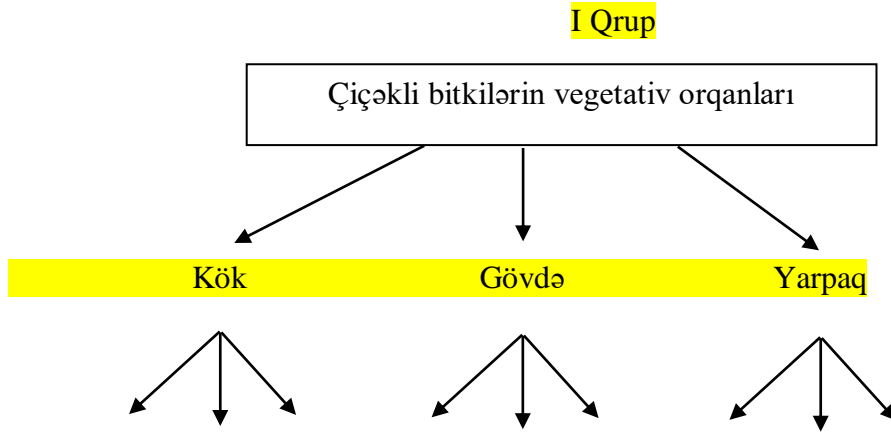 I Qrup
Çiçəkli bitkilərin vegetativ orqanları
Kök Gövdə Yarpaq